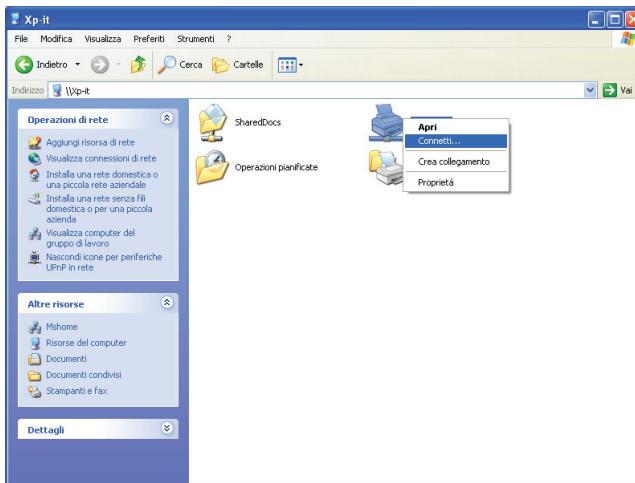 Xp-it
File Modifica Visualizza Preferiti Strumenti ?
Indietro Cerca Cartelle
Indirizzo \\Xp-it Vai
Operazioni di rete
Aggiungi risorsa di rete
Visualizza connessioni di rete
Installa una rete domestica o
una piccola rete aziendale
Installa una rete senza fili
domestica o per una piccola
azienda
Visualizza computer del
gruppo di lavoro
Nascondi icone per periferiche
UPnP in rete
Altre risorse
Mshome
Risorse del computer
Documenti
Documenti condivisi
Stampanti e fax
Dettagli
SharedDocs
Operazioni pianificate
Apri
Connetti...
Crea collegamento
Proprietà